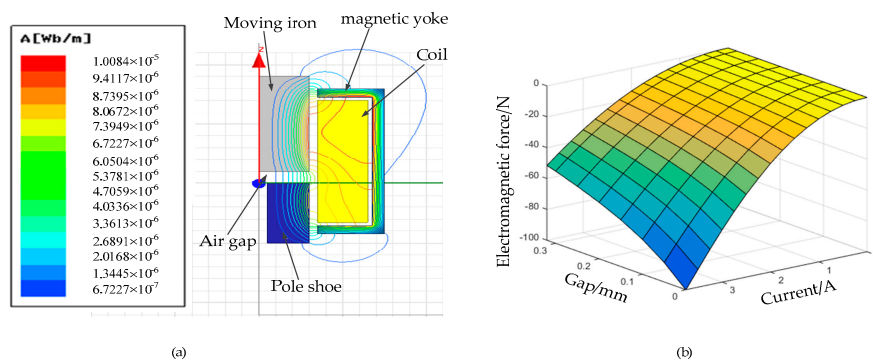 A[Wb/m]
1.0084×10-5
9.4117×10-6
8.7395×10-6
8.0672×10-6
7.3949×10-6
6.7227×10-6
6.0504×10-6
5.3781×10-6
4.7059×10-6
4.0336×10-6
3.3613×10-6
2.6891×10-6
2.0168×10-6
1.3445×10-6
6.7227×10-7
Moving iron
magnetic yoke
Coil
z
Air gap
Pole shoe
(a)
Electromagnetic force/N
0
-20
-40
-60
-80
-100
0.3
0.2
0.1
0
Gap/mm
3
2
1
Current/A
(b)